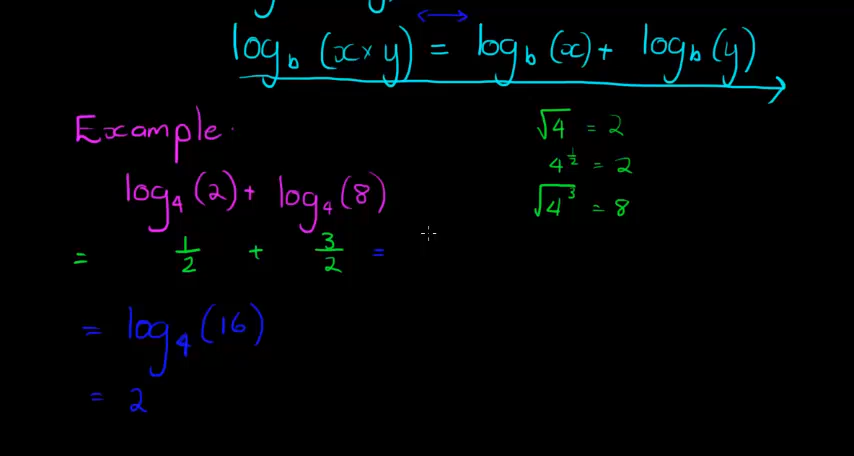 log_b (x × y) = log_b (x) + log_b (y)
Example.
√4 = 2
4^(1/2) = 2
log_4 (2) + log_4 (8)
√4^3 = 8
= 1/2 + 3/2 =
= log_4 (16)
= 2